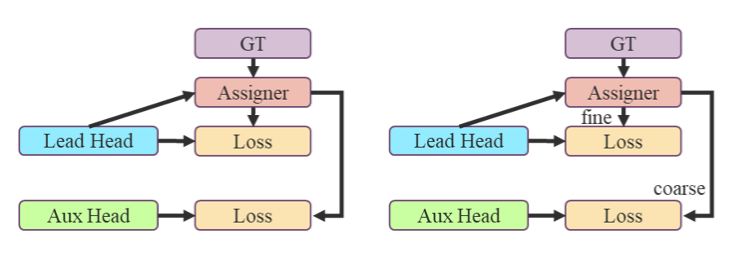 GT
Assigner
Lead Head
Loss
Aux Head
Loss
GT
Assigner
fine
Lead Head
Loss
coarse
Aux Head
Loss